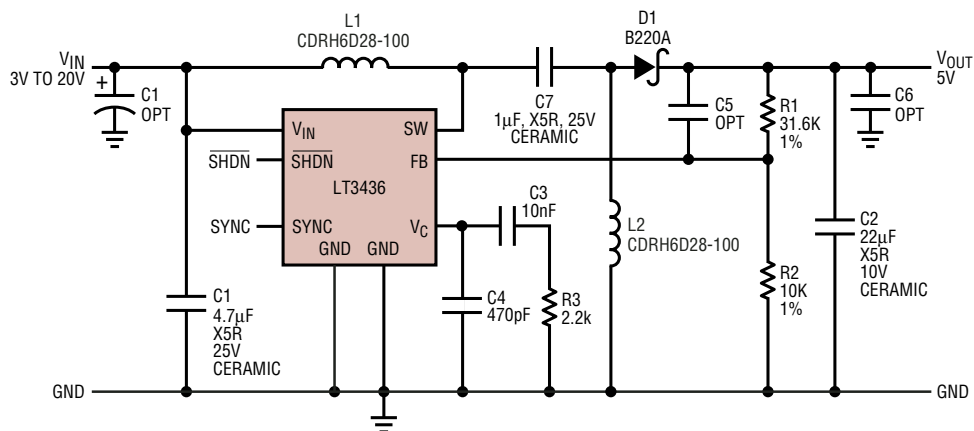 L1
CDRH6D28-100
D1
B220A
VIN
3V TO 20V
+
C1
OPT
C7
1µF, X5R, 25V
CERAMIC
C5
OPT
R1
31.6K
1%
C6
OPT
VOUT
5V
VIN
SW
SHDN
SHDN
FB
LT3436
SYNC
SYNC
VC
GND
GND
C3
10nF
L2
CDRH6D28-100
C2
22µF
X5R
10V
CERAMIC
C1
4.7µF
X5R
25V
CERAMIC
C4
470pF
R3
2.2k
R2
10K
1%
GND
GND